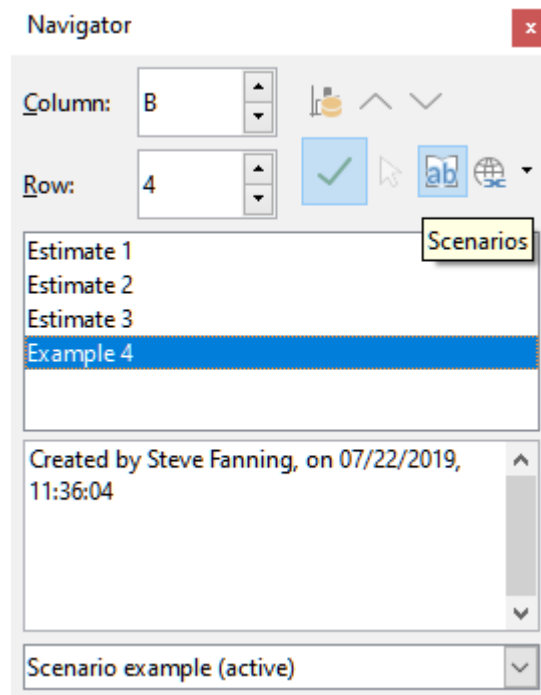 Navigator
x
Column: B
Row: 4
ab
Scenarios
Estimate 1
Estimate 2
Estimate 3
Example 4
Created by Steve Fanning, on 07/22/2019,
11:36:04
Scenario example (active)